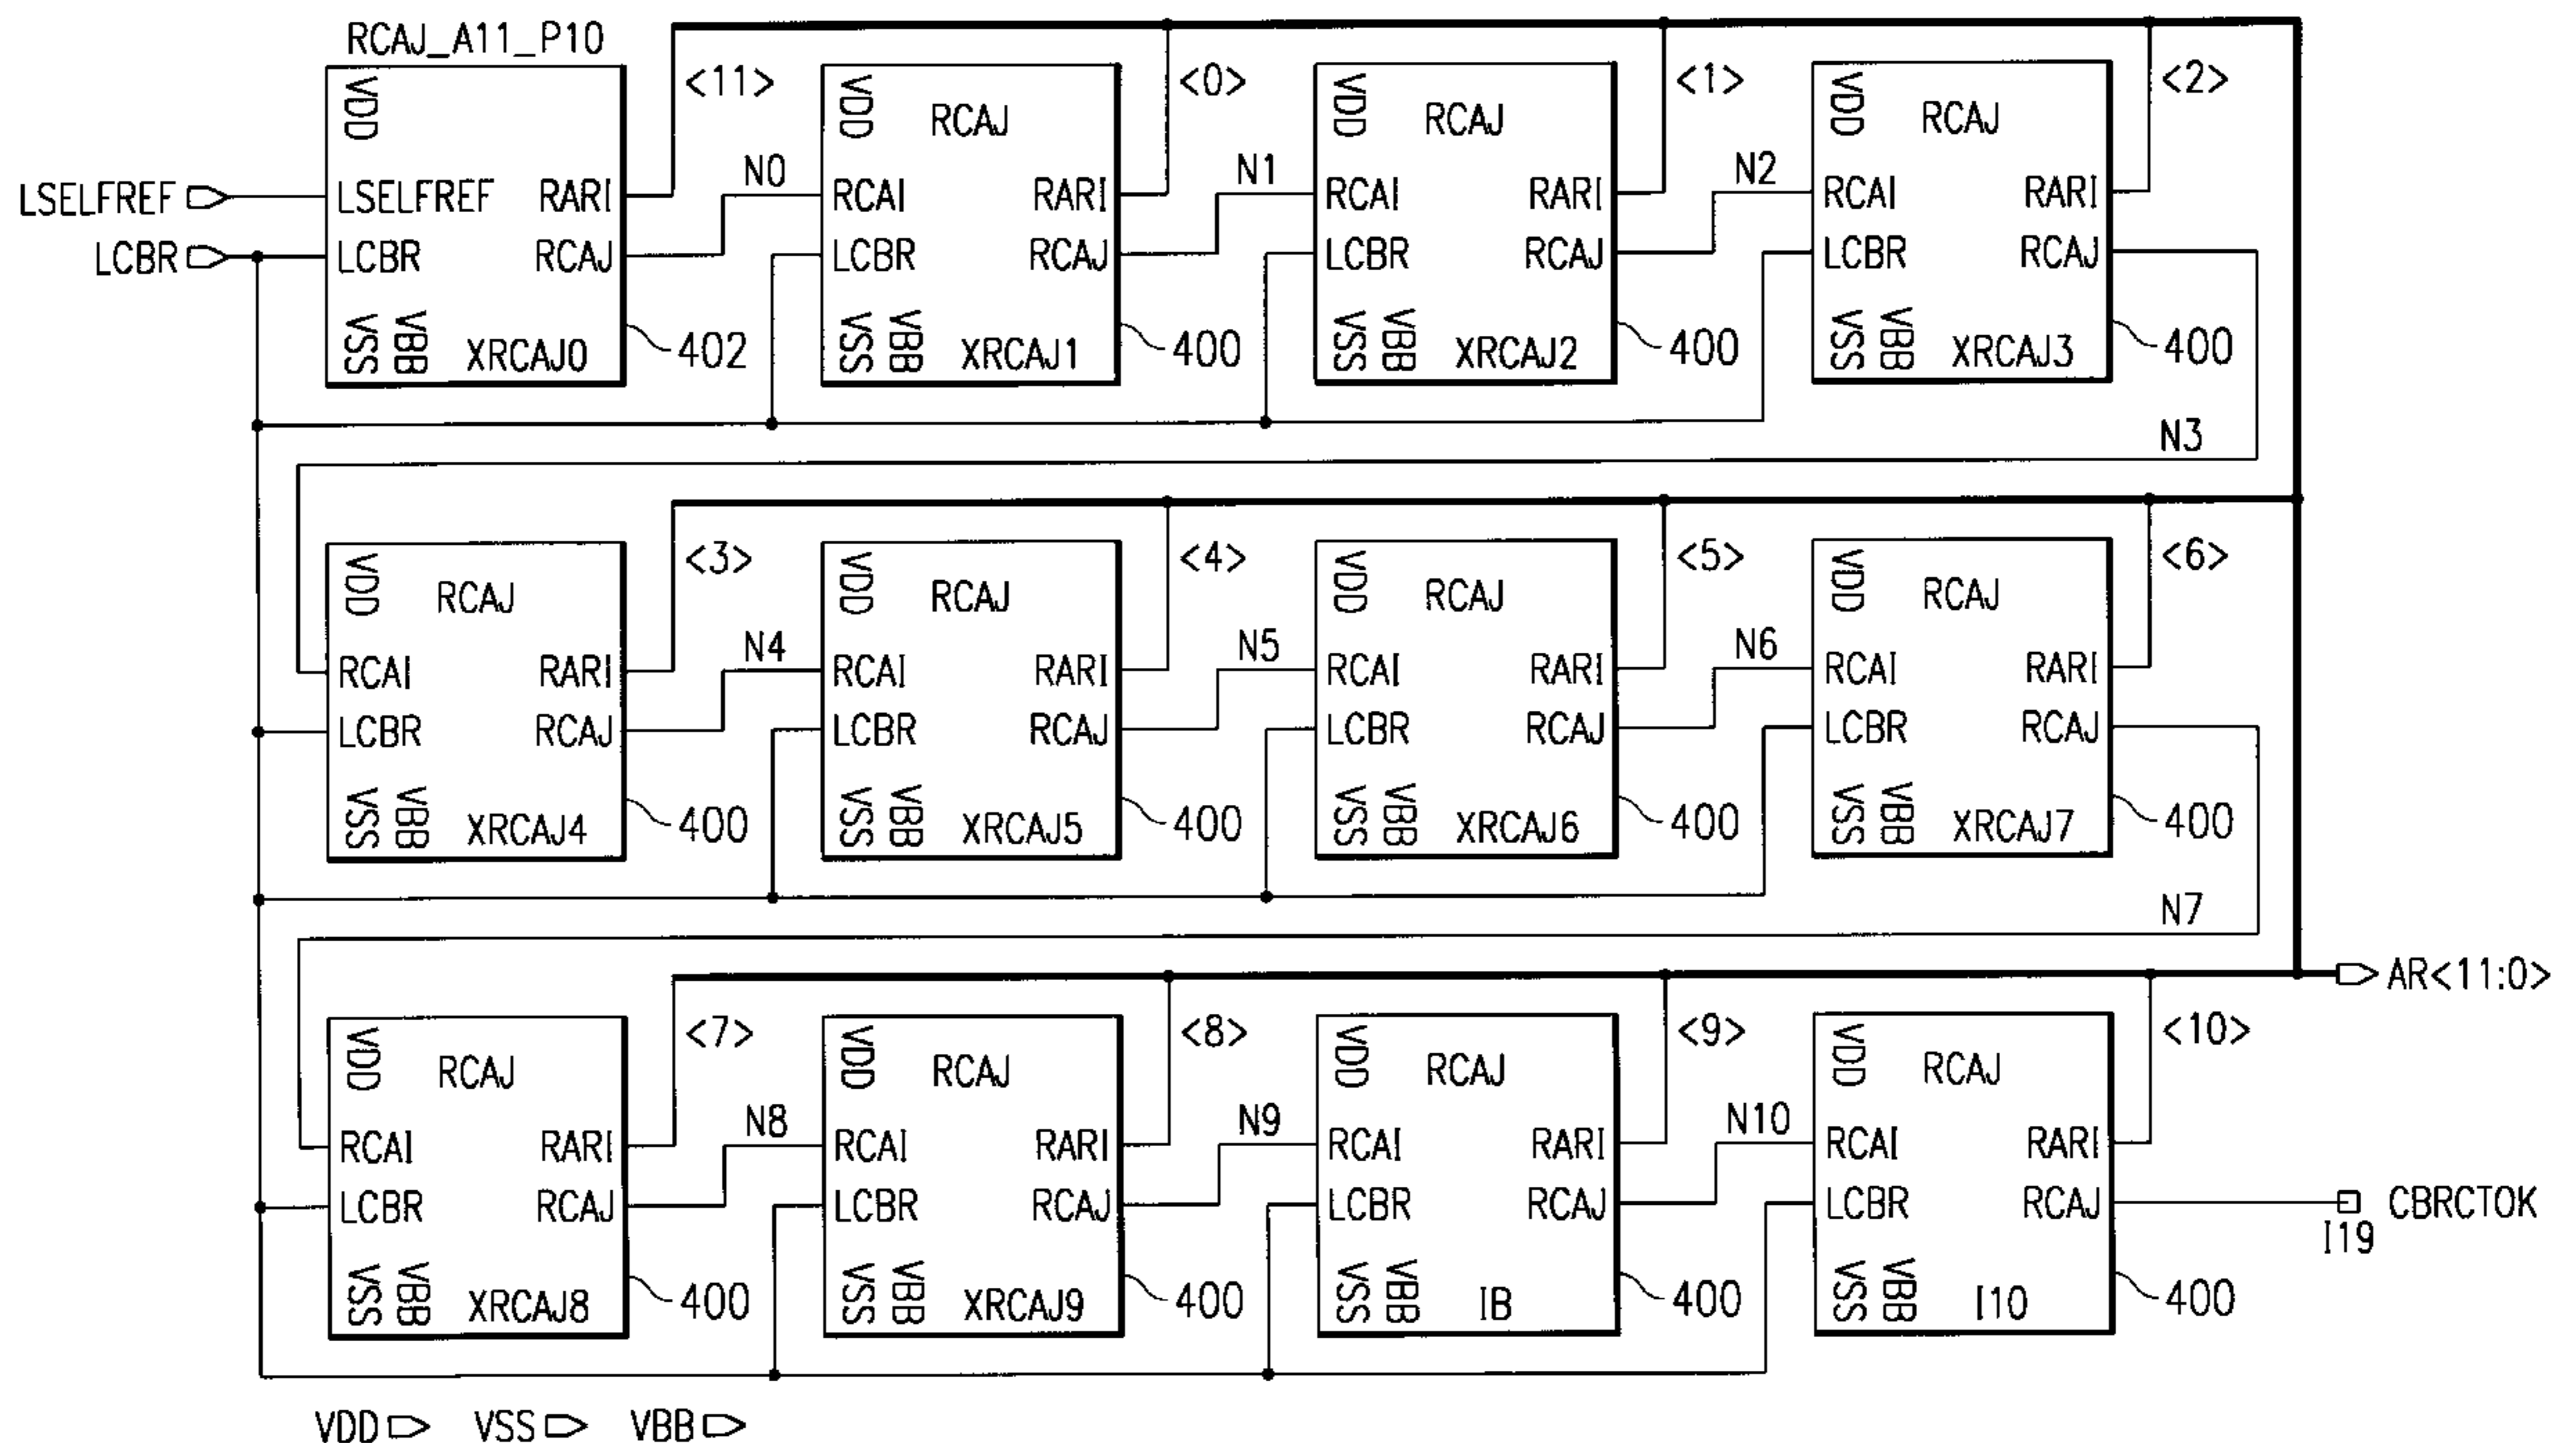 RCAJ_A11_P10
<11> <0> <1> <2>
VDD VDD RCAJ VDD RCAJ VDD RCAJ
N0 N1 N2
LSELFREF LSELFREF RARI RCAI RARI RCAI RARI RCAI RARI
LCBR LCBR RCAJ LCBR RCAJ LCBR RCAJ LCBR RCAJ
VSS VBB XRCAJ0 402 VSS VBB XRCAJ1 400 VSS VBB XRCAJ2 400 VSS VBB XRCAJ3 400
N3
<3> <4> <5> <6>
VDD RCAJ VDD RCAJ VDD RCAJ VDD RCAJ
N4 N5 N6
RCAI RARI RCAI RARI RCAI RARI RCAI RARI
LCBR RCAJ LCBR RCAJ LCBR RCAJ LCBR RCAJ
VSS VBB XRCAJ4 400 VSS VBB XRCAJ5 400 VSS VBB XRCAJ6 400 VSS VBB XRCAJ7 400
N7
AR<11:0>
<7> <8> <9> <10>
VDD RCAJ VDD RCAJ VDD RCAJ VDD RCAJ
N8 N9 N10
RCAI RARI RCAI RARI RCAI RARI RCAI RARI
LCBR RCAJ LCBR RCAJ LCBR RCAJ LCBR RCAJ CBRCTOK
I19
VSS VBB XRCAJ8 400 VSS VBB XRCAJ9 400 VSS VBB IB 400 VSS VBB I10 400
VDD VSS VBB